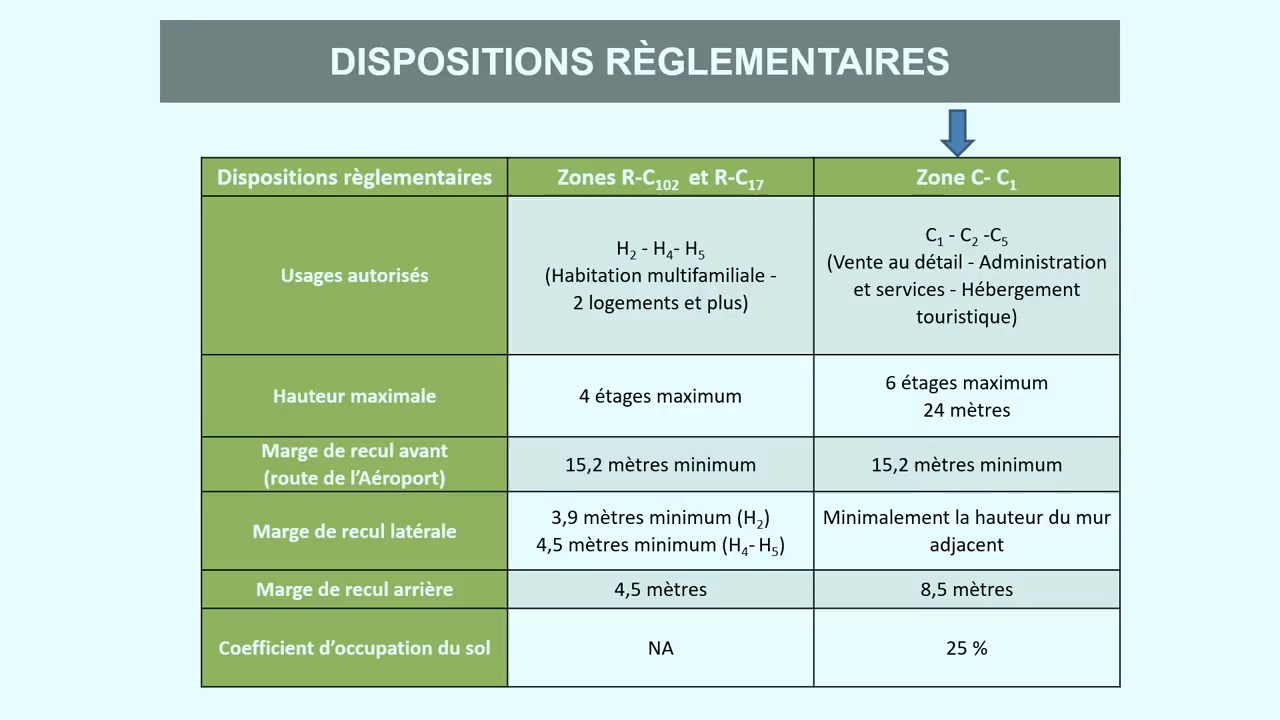 DISPOSITIONS RÈGLEMENTAIRES
Dispositions règlementaires
Zones R-C102 et R-C17
Zone C- C1
Usages autorisés
H2 - H4- H5
(Habitation multifamiliale -
2 logements et plus)
C1 - C2 -C5
(Vente au détail - Administration
et services - Hébergement
touristique)
Hauteur maximale
4 étages maximum
6 étages maximum
24 mètres
Marge de recul avant
(route de l’Aéroport)
15,2 mètres minimum
15,2 mètres minimum
Marge de recul latérale
3,9 mètres minimum (H2)
4,5 mètres minimum (H4- H5)
Minimalement la hauteur du mur
adjacent
Marge de recul arrière
4,5 mètres
8,5 mètres
Coefficient d’occupation du sol
NA
25 %